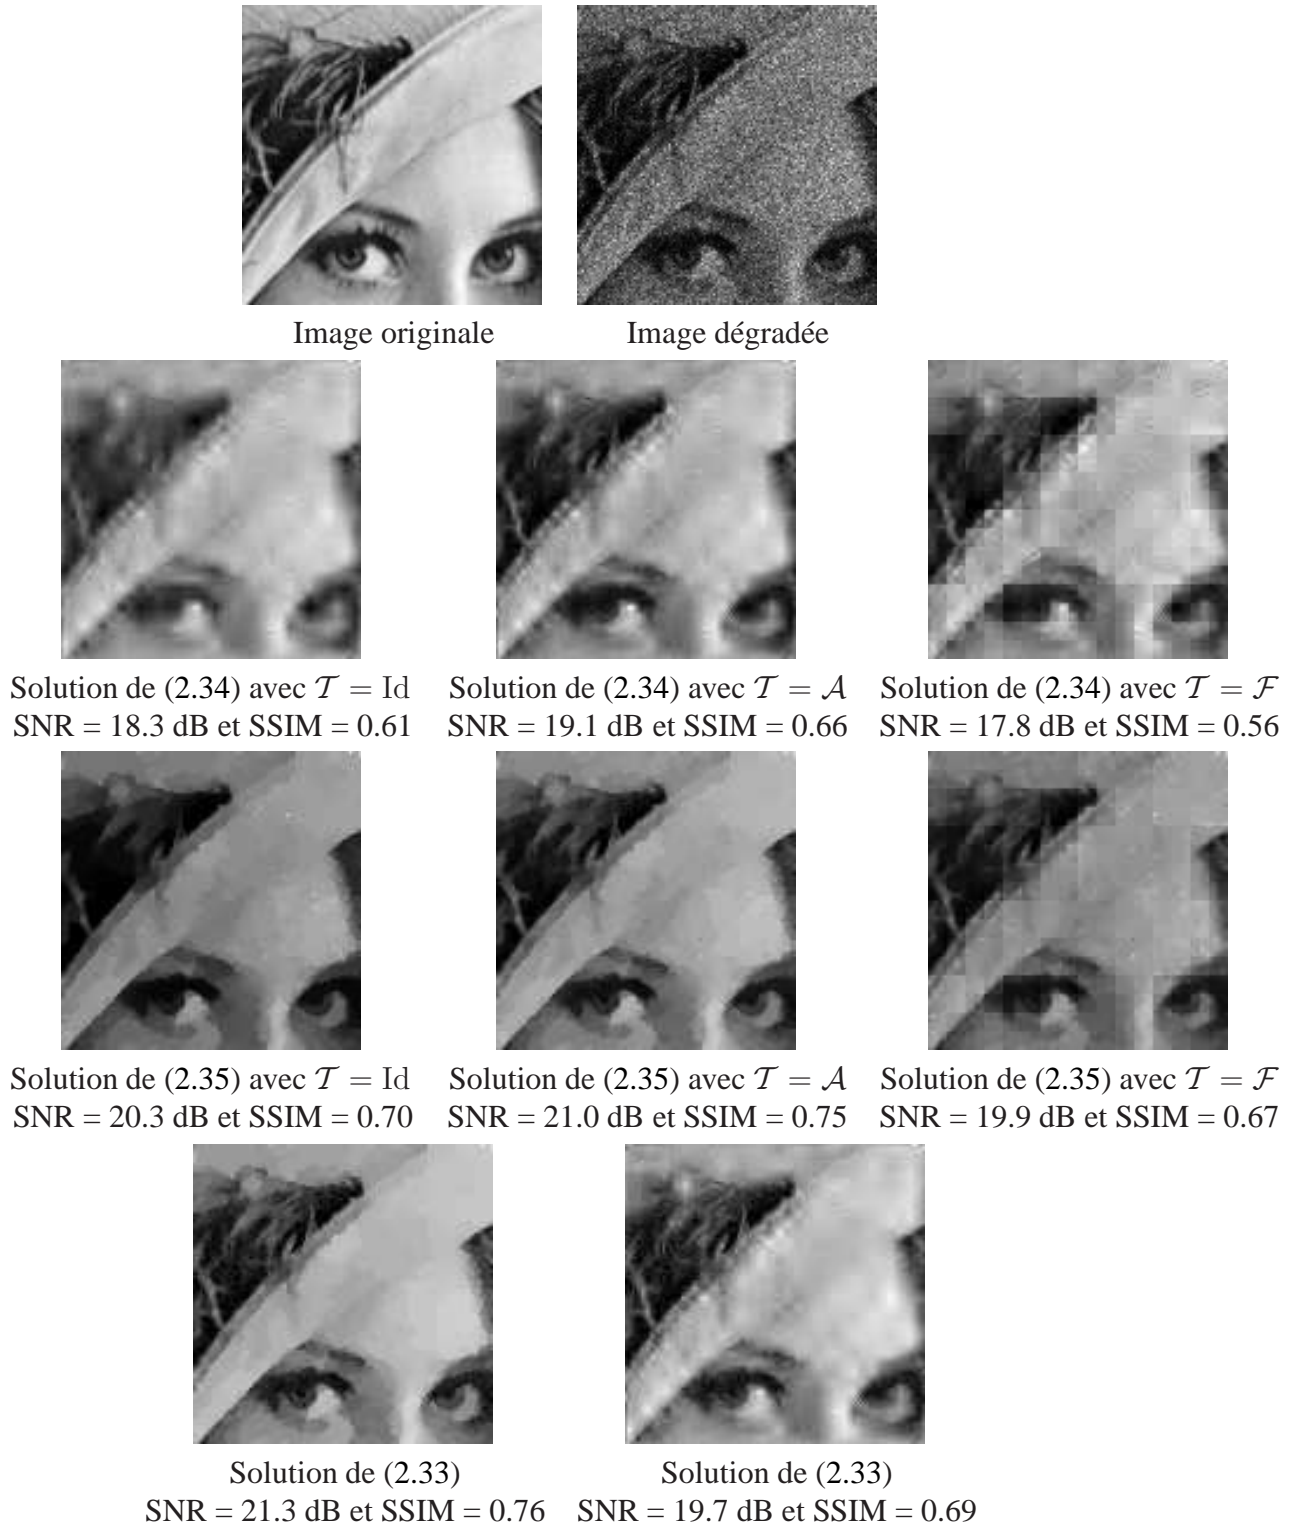 Image originale
Image dégradée
Solution de (2.34) avec 𝒯 = Id
SNR = 18.3 dB et SSIM = 0.61
Solution de (2.34) avec 𝒯 = 𝒜
SNR = 19.1 dB et SSIM = 0.66
Solution de (2.34) avec 𝒯 = ℱ
SNR = 17.8 dB et SSIM = 0.56
Solution de (2.35) avec 𝒯 = Id
SNR = 20.3 dB et SSIM = 0.70
Solution de (2.35) avec 𝒯 = 𝒜
SNR = 21.0 dB et SSIM = 0.75
Solution de (2.35) avec 𝒯 = ℱ
SNR = 19.9 dB et SSIM = 0.67
Solution de (2.33)
SNR = 21.3 dB et SSIM = 0.76
Solution de (2.33)
SNR = 19.7 dB et SSIM = 0.69